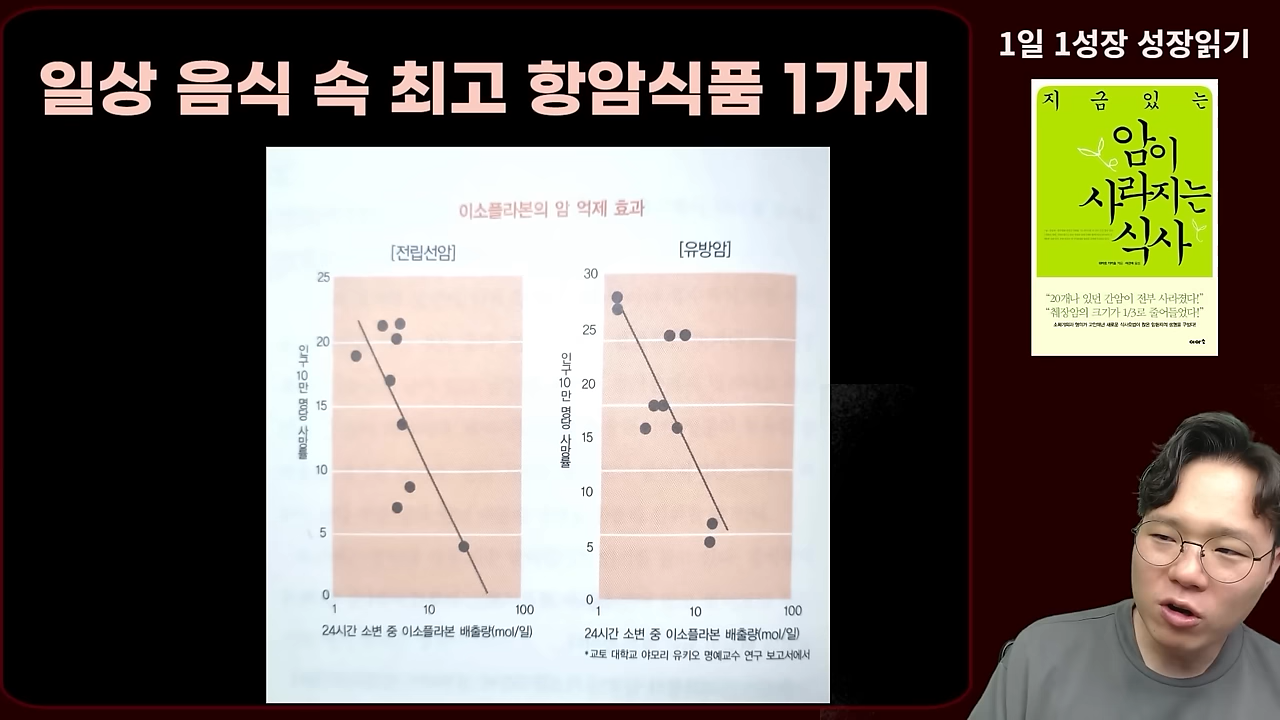 일상 음식 속 최고 항암식품 1가지
1일 1성장 성장읽기
지금 있는
암이
사라지는
식사
“20개나 있던 간암이 전부 사라졌다!”
“췌장암의 크기가 1/3로 줄어들었다!”
이소플라본의 암 억제 효과
[전립선암]
25
20
15
10
5
0
인구 10만 명당 사망률
1 10 100
24시간 소변 중 이소플라본 배출량(mol/일)
[유방암]
30
25
20
15
10
5
0
인구 10만 명당 사망률
1 10 100
24시간 소변 중 이소플라본 배출량(mol/일)
*교토 대학교 야모리 유키오 명예교수 연구 보고서에서